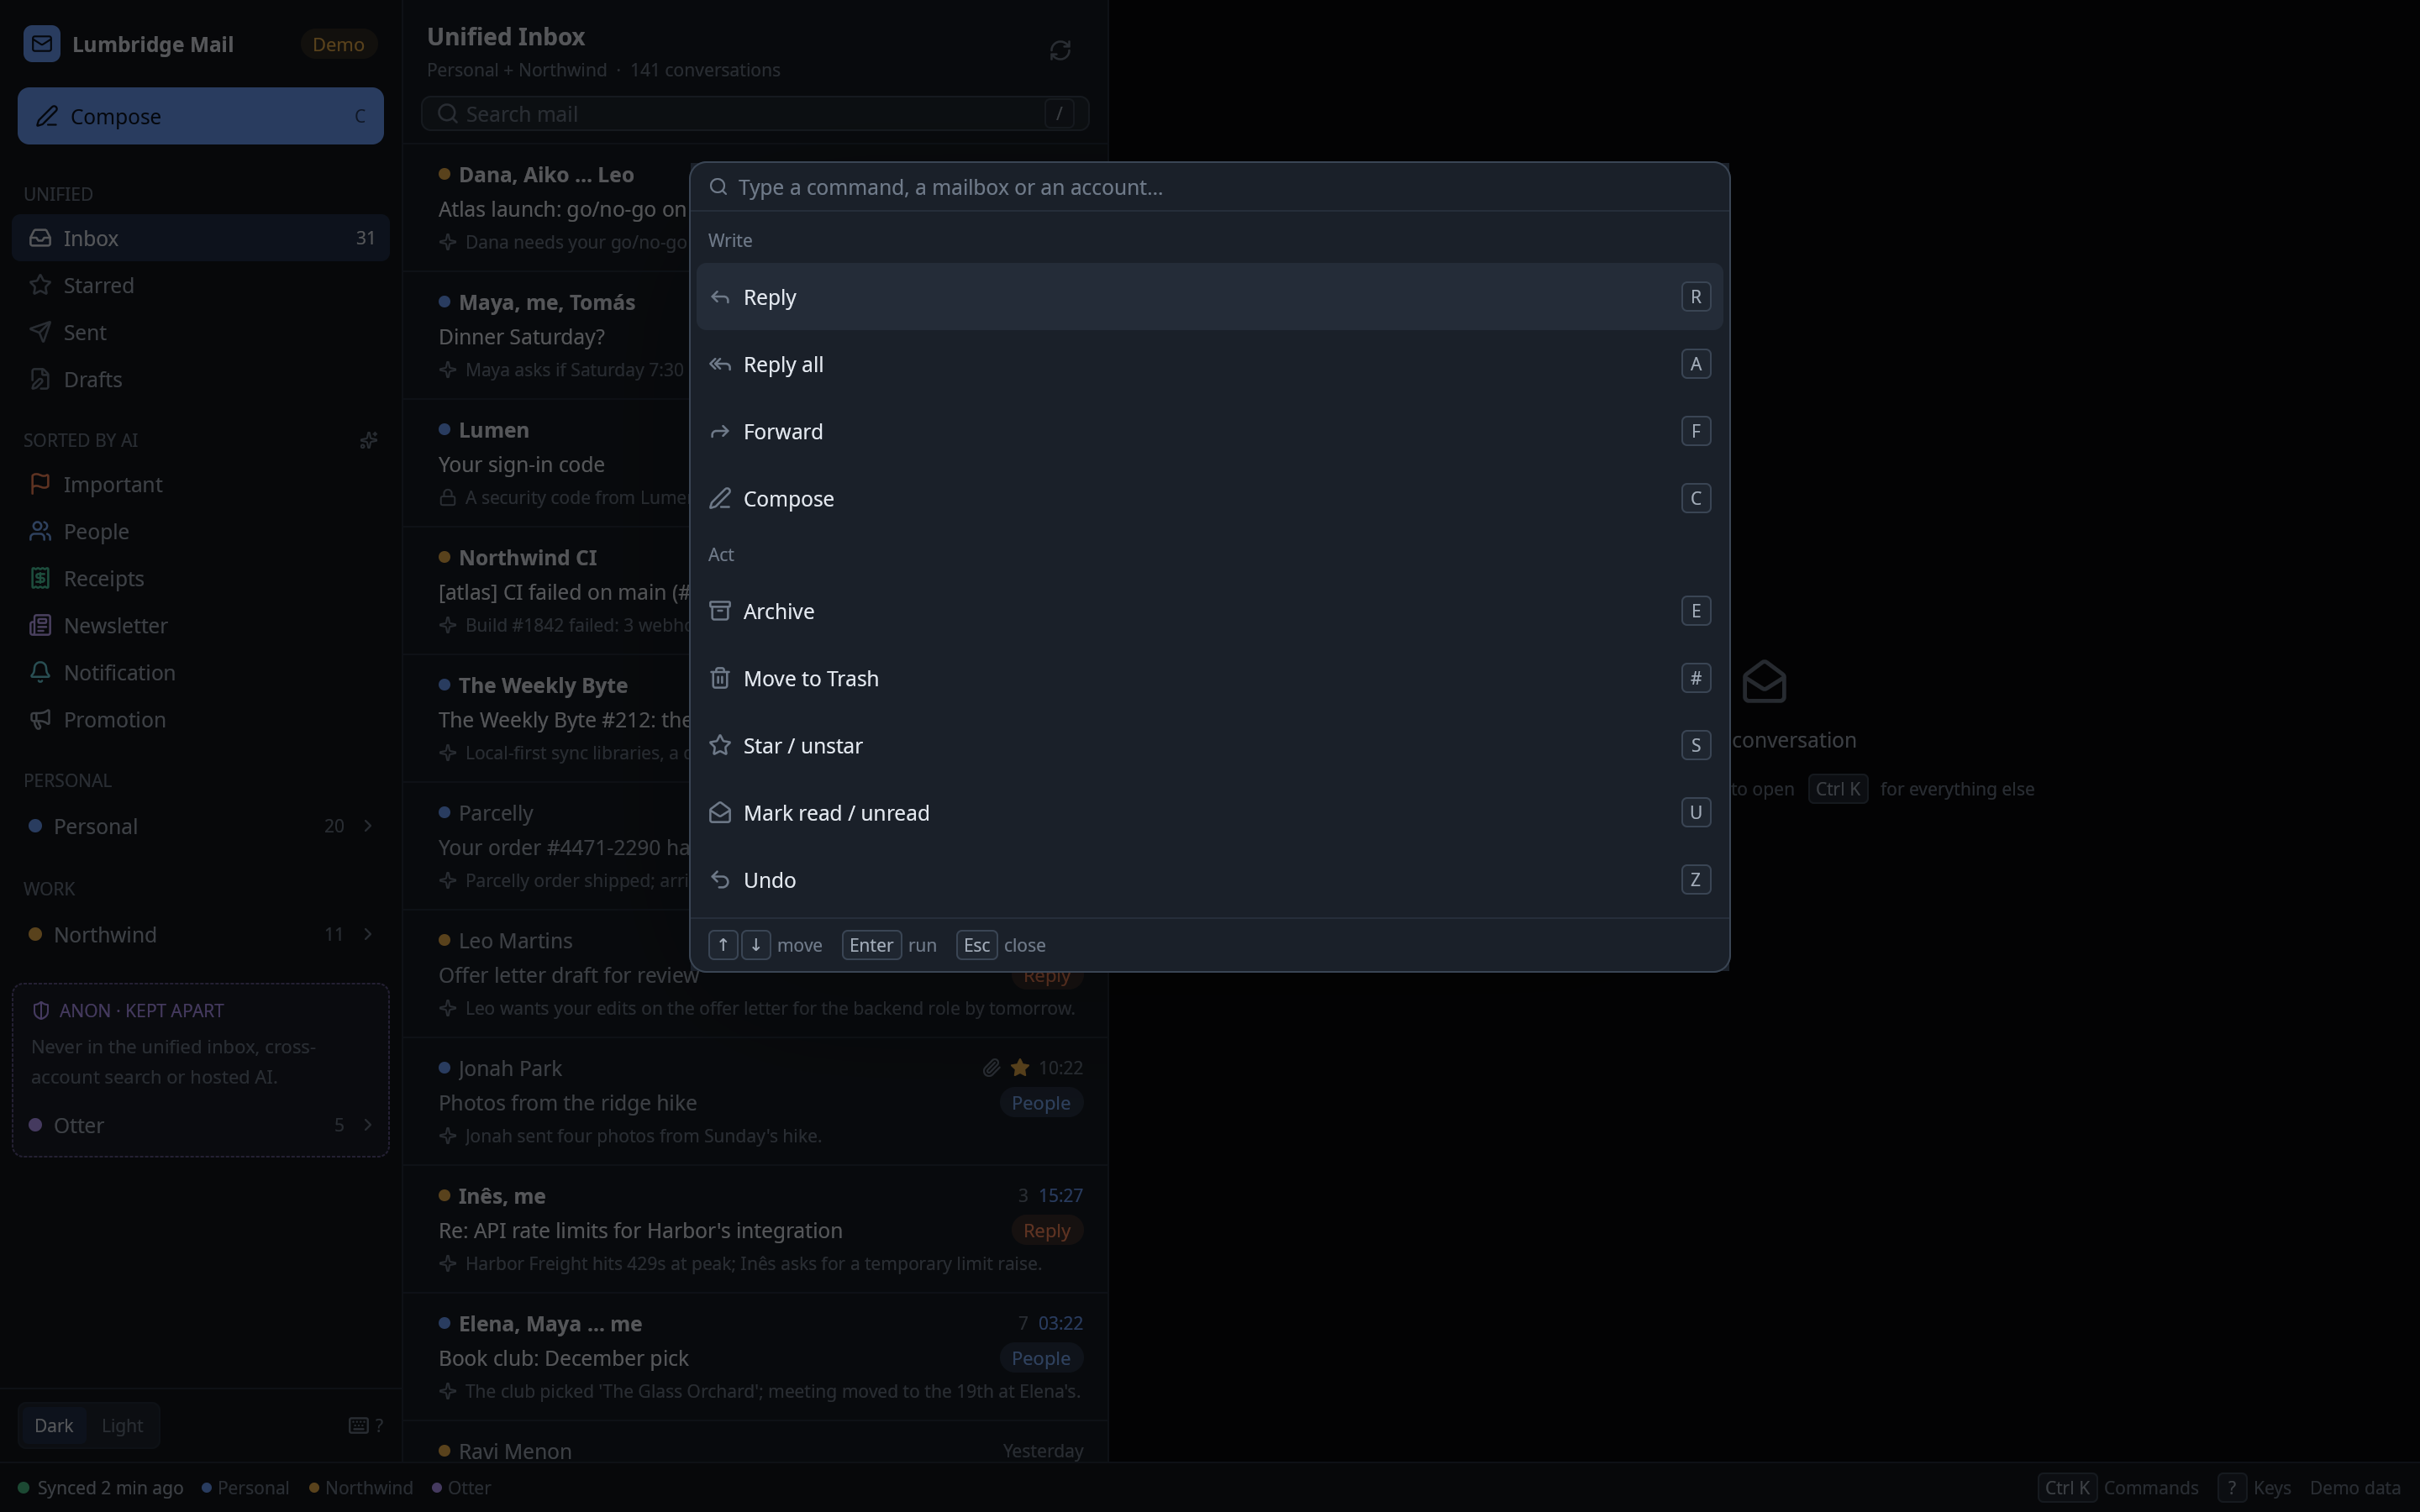 Lumbridge Mail
Demo
Compose
C
UNIFIED
Inbox
31
Starred
Sent
Drafts
SORTED BY AI
Important
People
Receipts
Newsletter
Notification
Promotion
PERSONAL
Personal
20
WORK
Northwind
11
ANON · KEPT APART
Never in the unified inbox, cross-
account search or hosted AI.
Otter
5
Dark
Light
?
Unified Inbox
Personal + Northwind · 141 conversations
Search mail
/
Dana, Aiko ... Leo
Atlas launch: go/no-go on
Dana needs your go/no-go
Maya, me, Tomás
Dinner Saturday?
Maya asks if Saturday 7:30
Lumen
Your sign-in code
A security code from Lumen
Northwind CI
[atlas] CI failed on main (#
Build #1842 failed: 3 webho
The Weekly Byte
The Weekly Byte #212: the
Local-first sync libraries, a
Parcelly
Your order #4471-2290 ha
Parcelly order shipped; arri
Leo Martins
Offer letter draft for review
Reply
Leo wants your edits on the offer letter for the backend role by tomorrow.
Jonah Park
10:22
Photos from the ridge hike
People
Jonah sent four photos from Sunday's hike.
Inês, me
3 15:27
Re: API rate limits for Harbor's integration
Reply
Harbor Freight hits 429s at peak; Inês asks for a temporary limit raise.
Elena, Maya ... me
7 03:22
Book club: December pick
People
The club picked 'The Glass Orchard'; meeting moved to the 19th at Elena's.
Ravi Menon
Yesterday
Type a command, a mailbox or an account...
Write
Reply
R
Reply all
A
Forward
F
Compose
C
Act
Archive
E
Move to Trash
#
Star / unstar
S
Mark read / unread
U
Undo
Z
↑ ↓ move Enter run Esc close
conversation
to open Ctrl K for everything else
Synced 2 min ago
Personal
Northwind
Otter
Ctrl K Commands
? Keys
Demo data